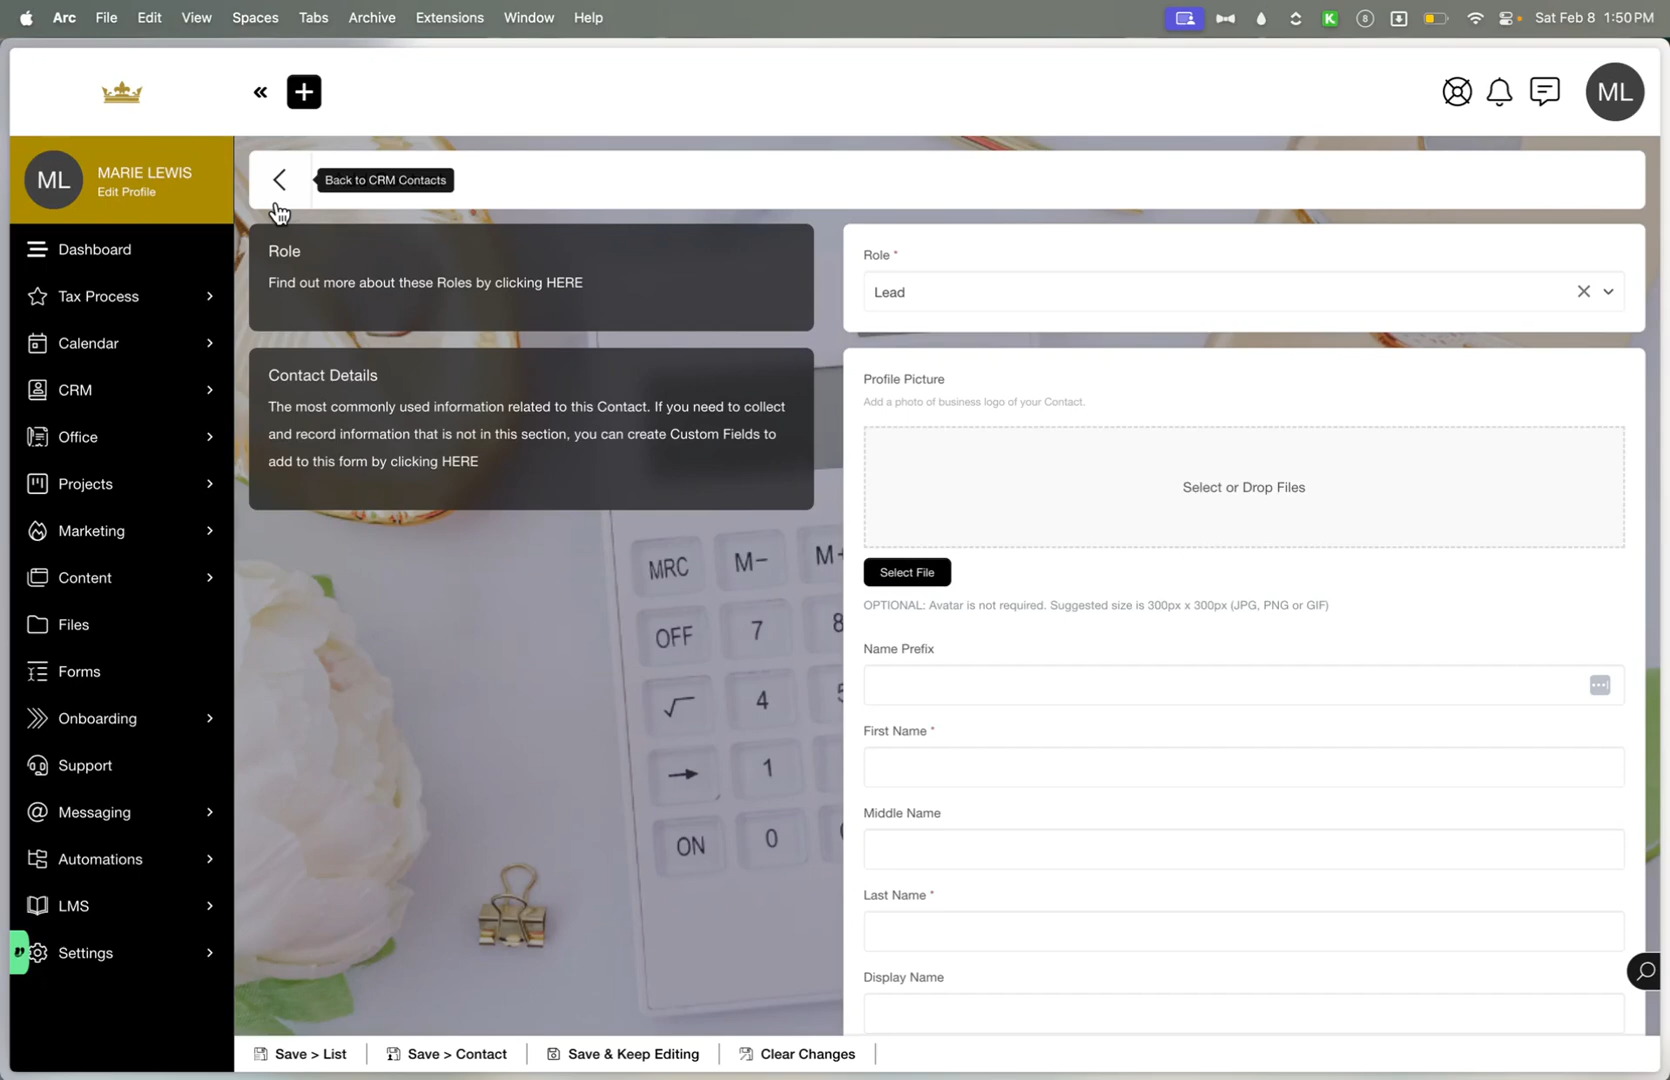 Arc File Edit View Spaces Tabs Archive Extensions Window Help K 8 Sat Feb 8 1:50 PM
ML
ML
MARIE LEWIS
Edit Profile
Back to CRM Contacts
Dashboard
Tax Process
Calendar
CRM
Office
Projects
Marketing
Content
Files
Forms
Onboarding
Support
Messaging
Automations
LMS
Settings
Role
Find out more about these Roles by clicking HERE
Contact Details
The most commonly used information related to this Contact. If you need to collect
and record information that is not in this section, you can create Custom Fields to
add to this form by clicking HERE
MRC M− M+
OFF 7 8
√ 4 5
→ 1
ON 0
Role *
Lead
Profile Picture
Add a photo of business logo of your Contact.
Select or Drop Files
Select File
OPTIONAL: Avatar is not required. Suggested size is 300px x 300px (JPG, PNG or GIF)
Name Prefix
First Name *
Middle Name
Last Name *
Display Name
Save > List Save > Contact Save & Keep Editing Clear Changes